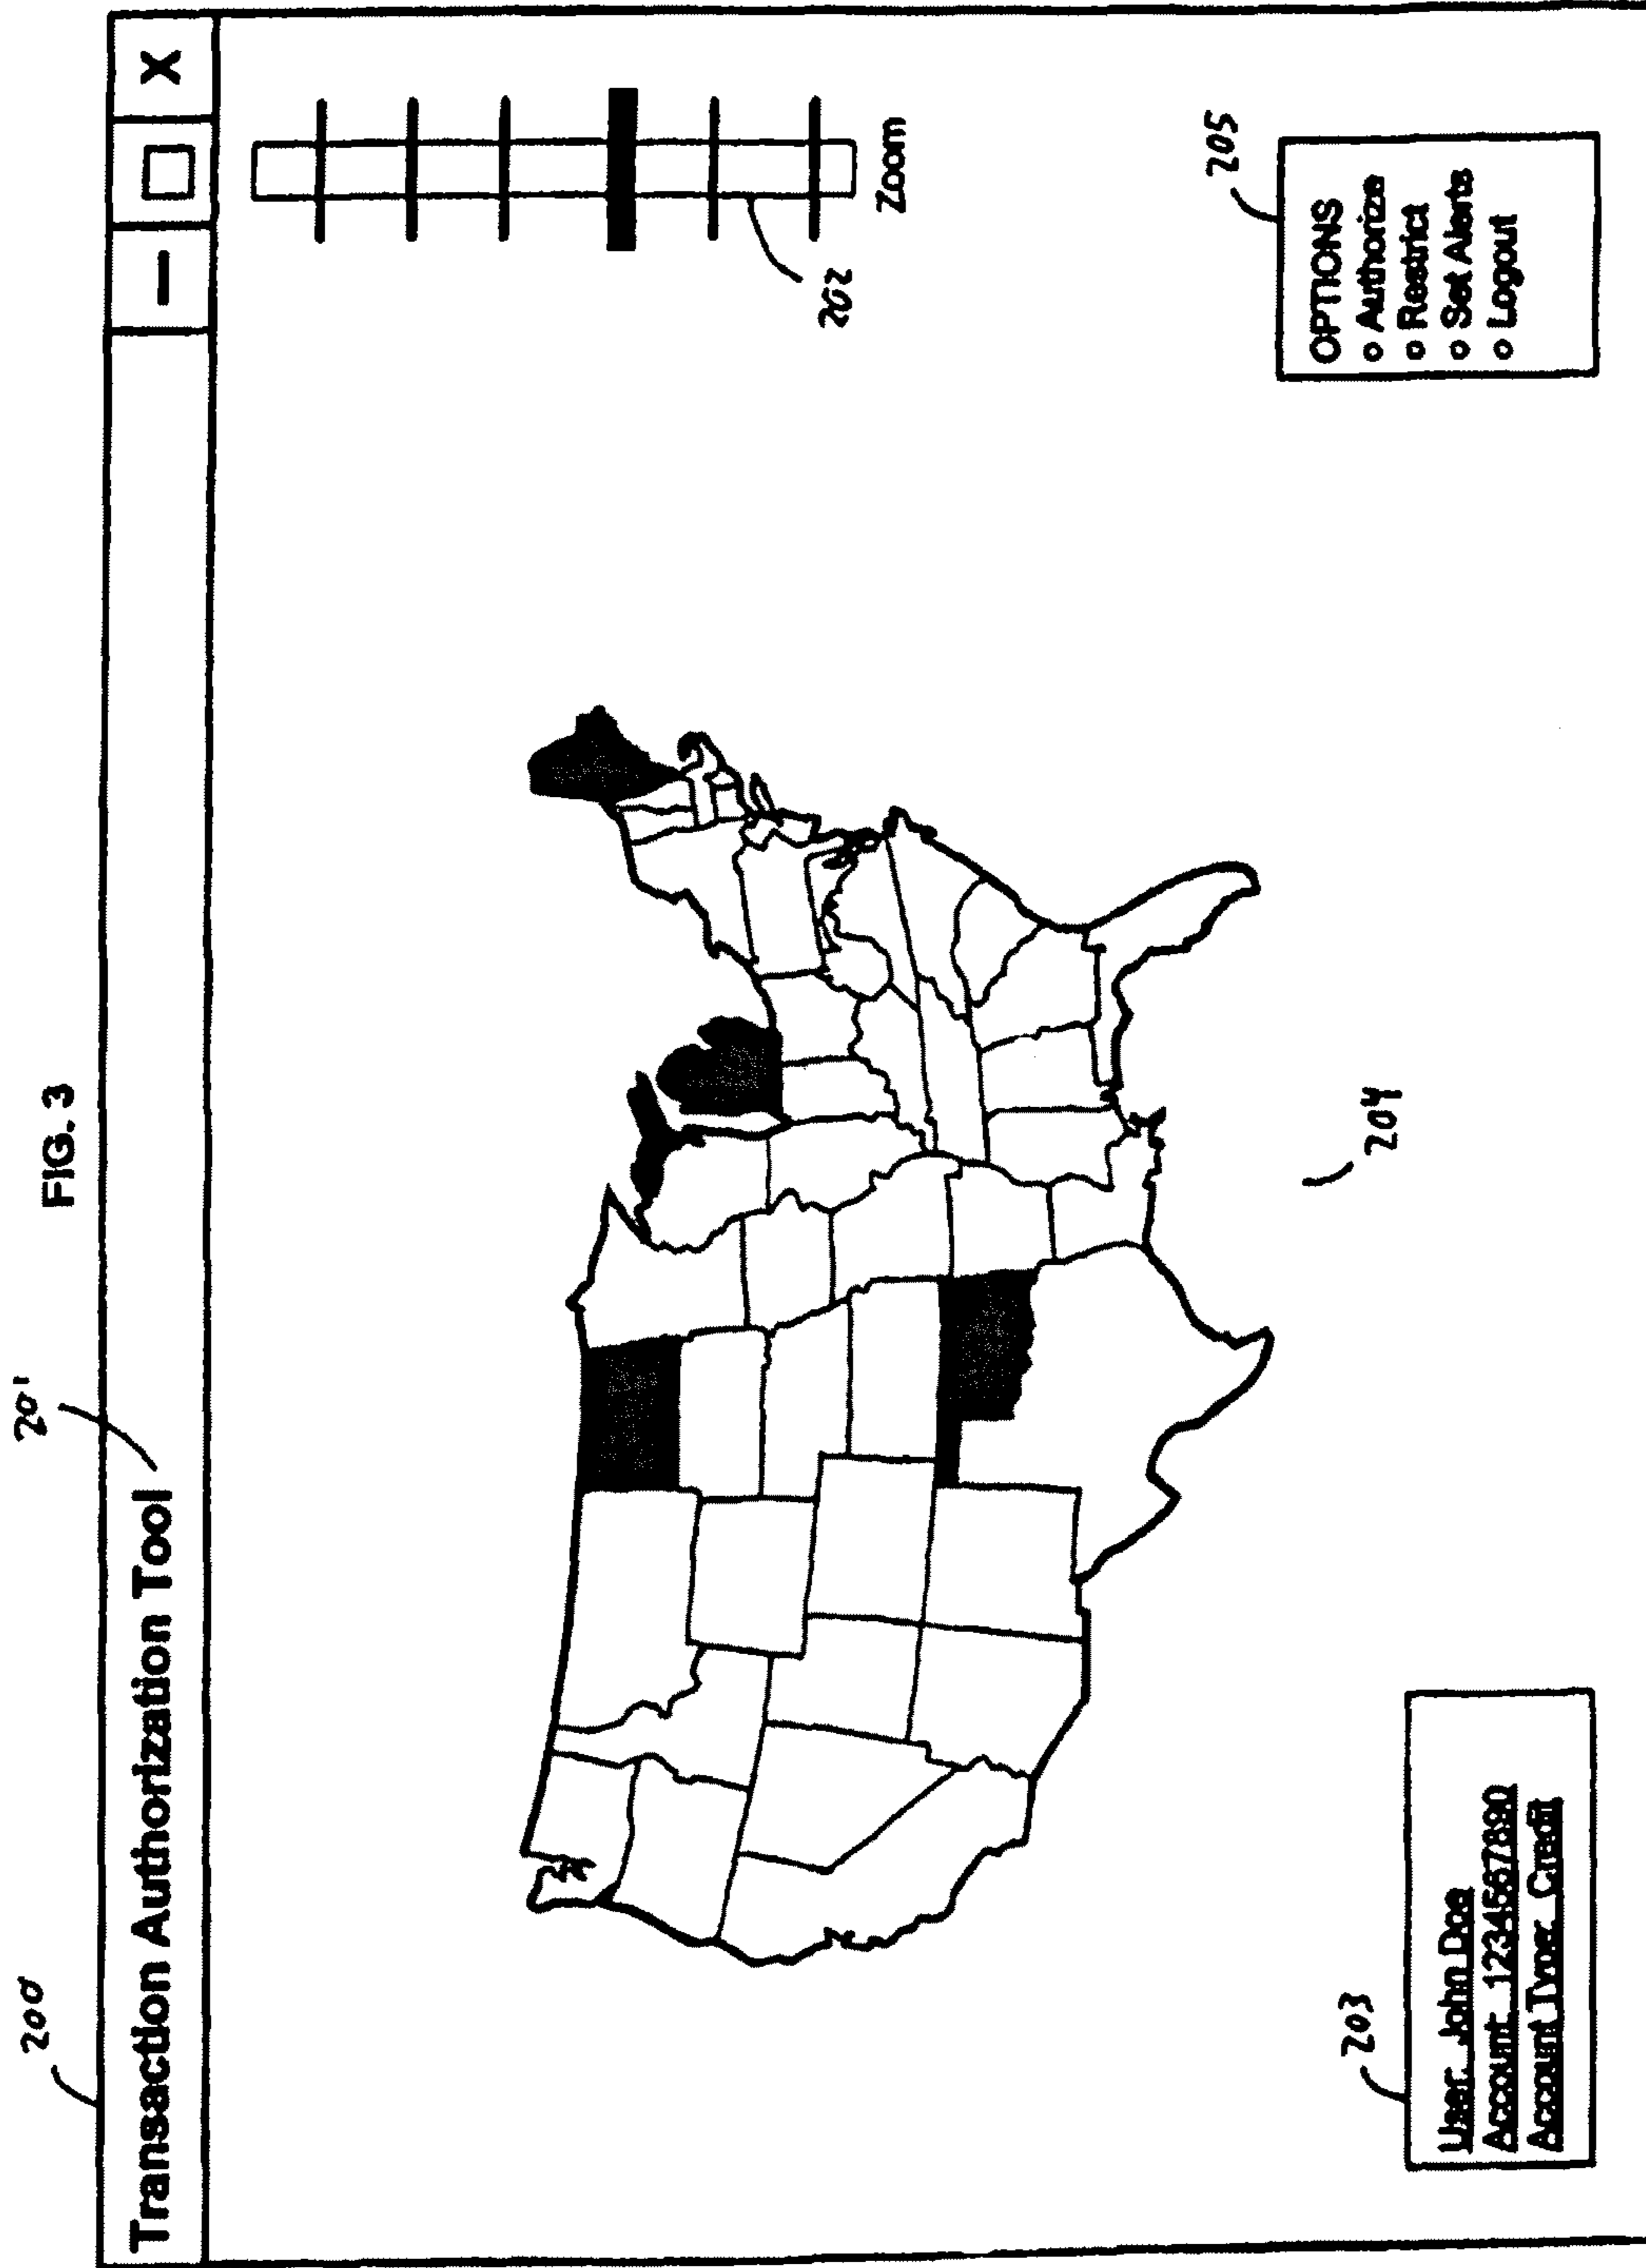 FIG. 3
200
201
Transaction Authorization Tool
X
Zoom
202
203
User: John Doe
Account: 1234567890
Account Type: Credit
204
205
OPTIONS
Authorize
Restrict
Set Alerts
Logout